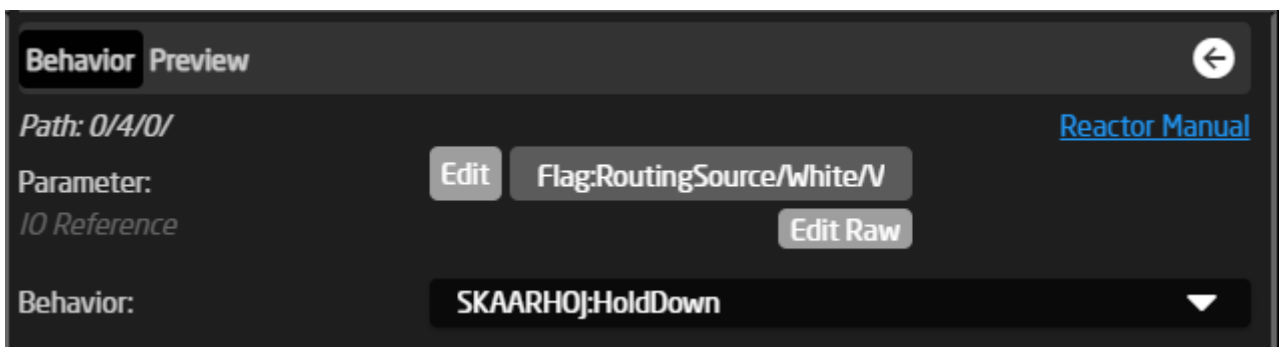 Behavior Preview
Path: 0/4/0/ Reactor Manual
Parameter: Edit Flag:RoutingSource/White/V
IO Reference Edit Raw
Behavior: SKAARHOJ:HoldDown